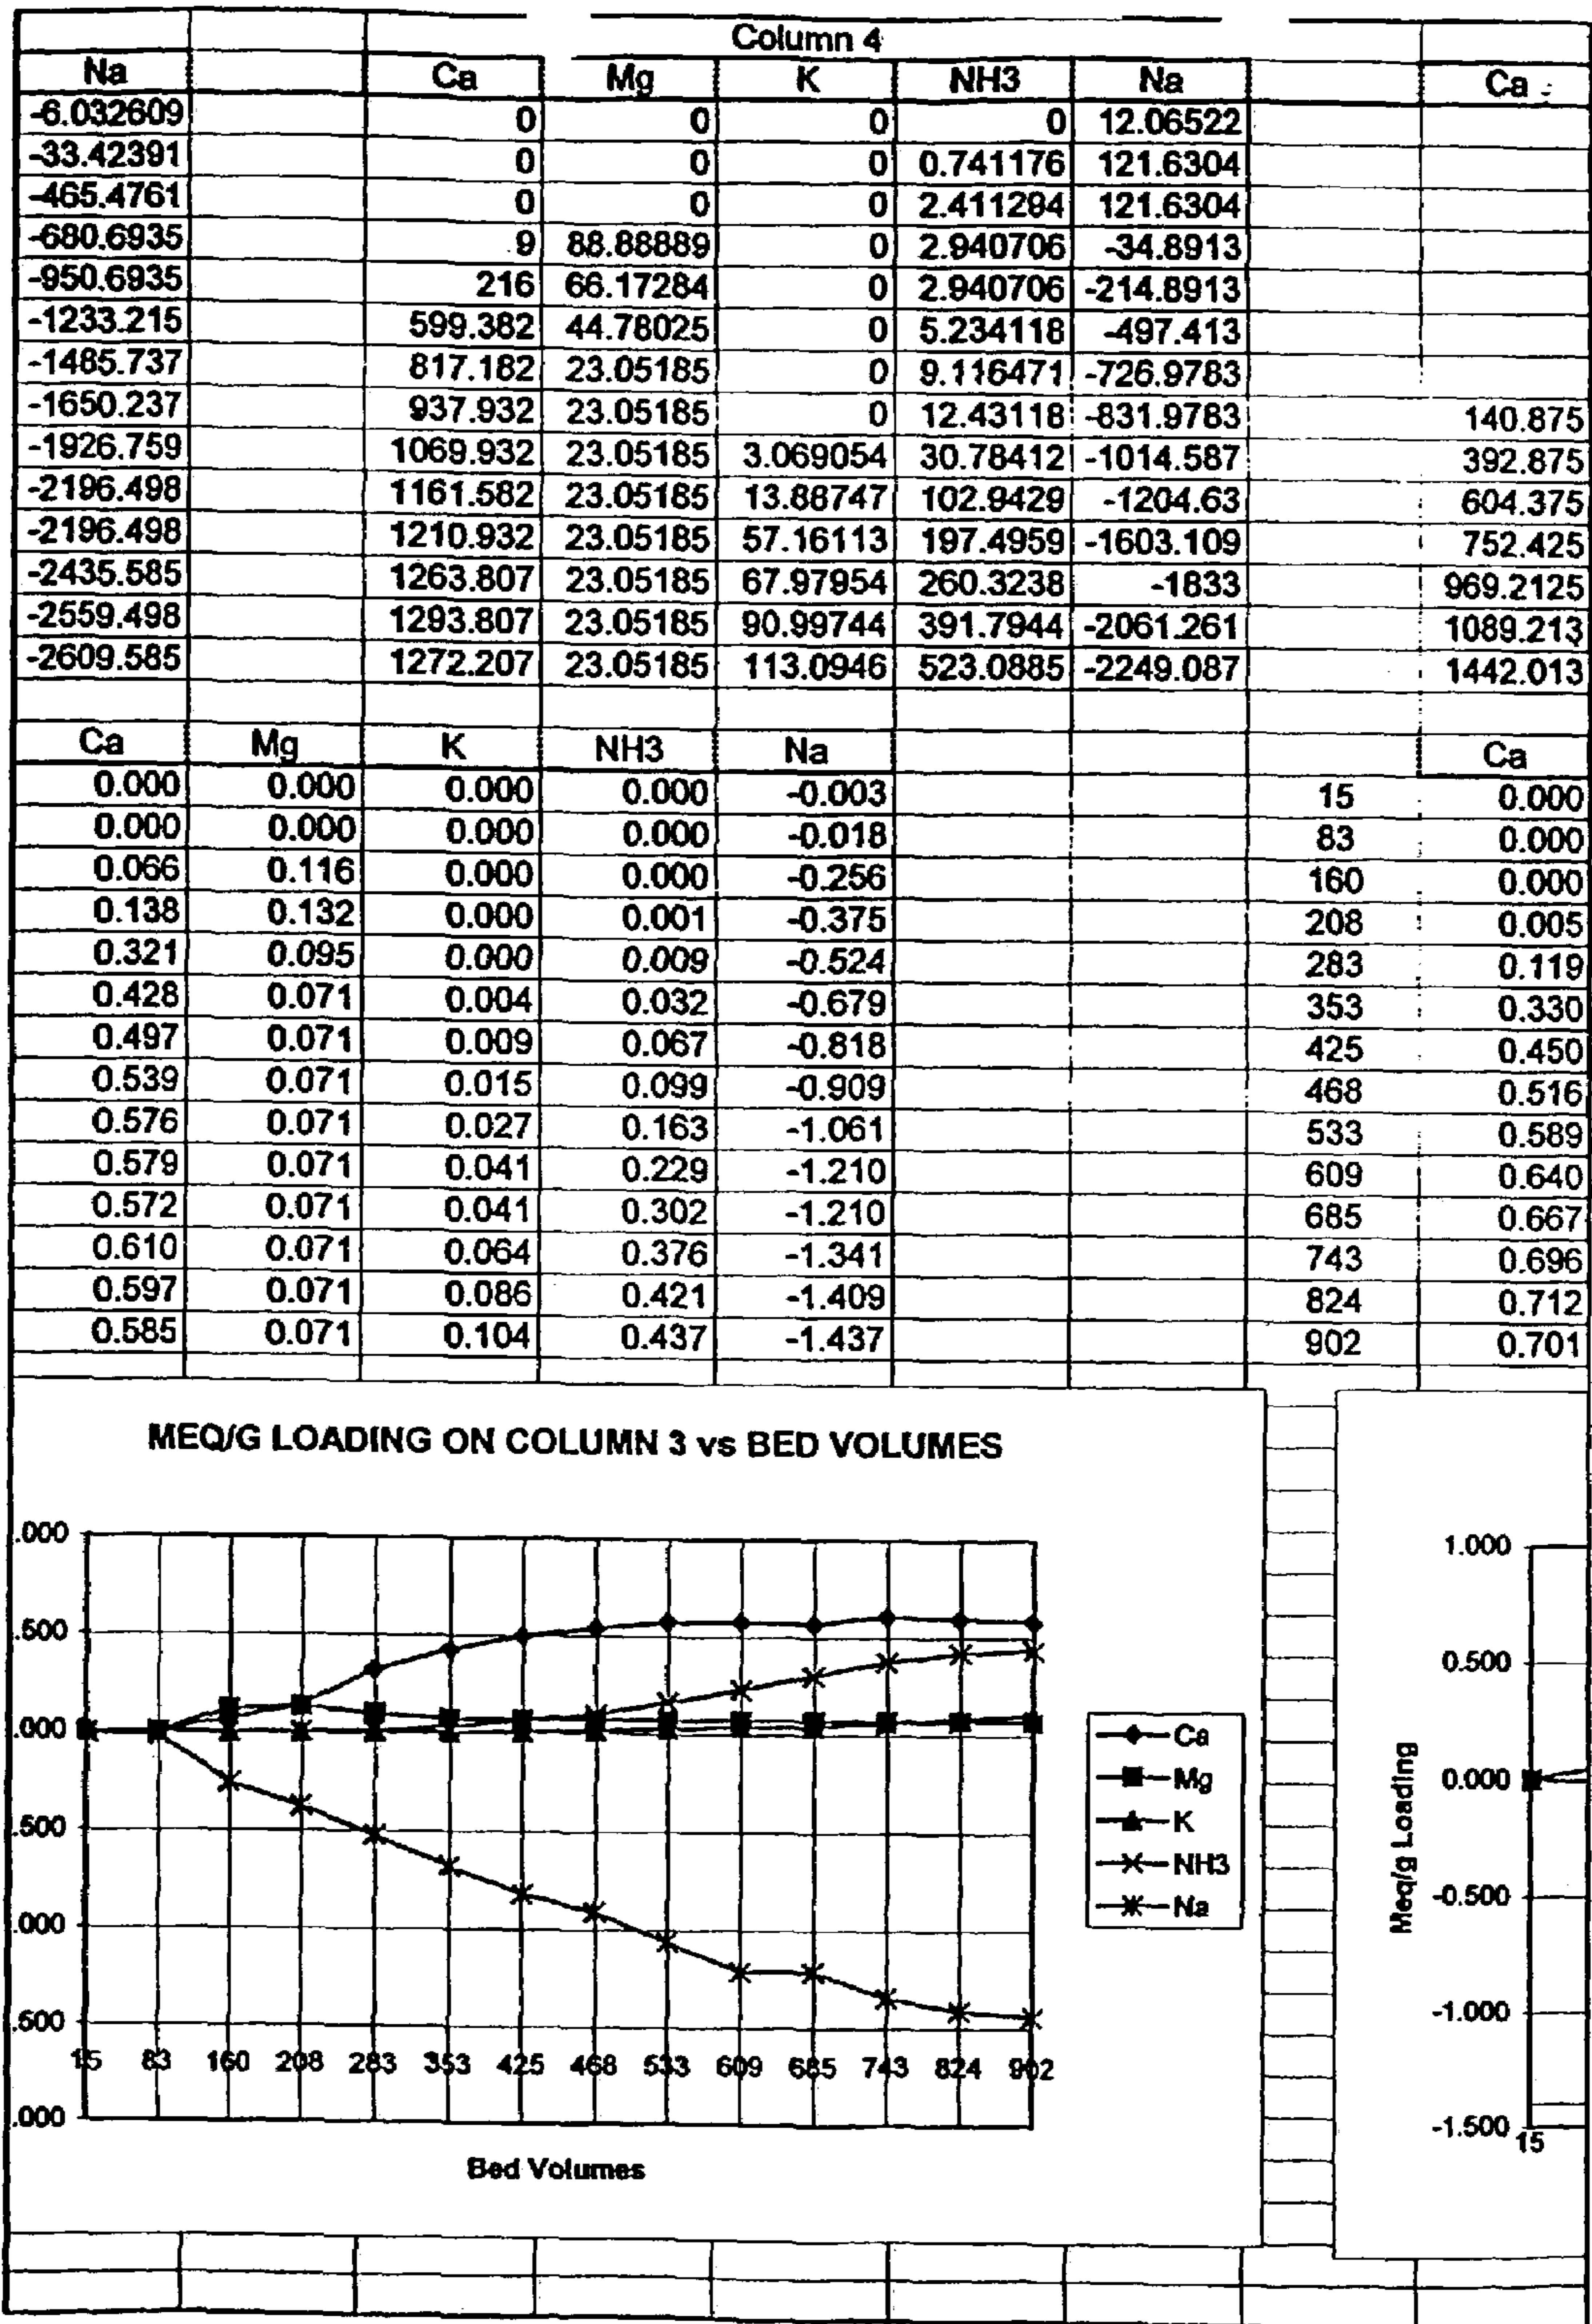 Column 4
Na Ca Mg K NH3 Na Ca
-6.032609 0 0 0 0 12.06522
-33.42391 0 0 0 0.741176 121.6304
-465.4761 0 0 0 2.411294 121.6304
-680.6935 9 88.88889 0 2.940706 -34.8913
-950.6935 216 66.17284 0 2.940706 -214.8913
-1233.215 599.382 44.78025 0 5.234118 -497.413
-1485.737 817.182 23.05185 0 9.116471 -726.9783
-1650.237 937.932 23.05185 0 12.43118 -831.9783 140.875
-1926.759 1069.932 23.05185 3.069054 30.78412 -1014.587 392.875
-2196.498 1161.582 23.05185 13.88747 102.9429 -1204.63 604.375
-2196.498 1210.932 23.05185 57.16113 197.4959 -1603.109 752.425
-2435.585 1263.807 23.05185 67.97954 260.3238 -1833 969.2125
-2559.498 1293.807 23.05185 90.99744 391.7944 -2061.261 1089.213
-2609.585 1272.207 23.05185 113.0946 523.0885 -2249.087 1442.013
Ca Mg K NH3 Na Ca
0.000 0.000 0.000 0.000 -0.003 15 0.000
0.000 0.000 0.000 0.000 -0.018 83 0.000
0.066 0.116 0.000 0.000 -0.256 160 0.000
0.138 0.132 0.000 0.001 -0.375 208 0.005
0.321 0.095 0.000 0.009 -0.524 283 0.119
0.428 0.071 0.004 0.032 -0.679 353 0.330
0.497 0.071 0.009 0.067 -0.818 425 0.450
0.539 0.071 0.015 0.099 -0.909 468 0.516
0.576 0.071 0.027 0.163 -1.061 533 0.589
0.579 0.071 0.041 0.229 -1.210 609 0.640
0.572 0.071 0.041 0.302 -1.210 685 0.667
0.610 0.071 0.064 0.376 -1.341 743 0.696
0.597 0.071 0.086 0.421 -1.409 824 0.712
0.585 0.071 0.104 0.437 -1.437 902 0.701
MEQ/G LOADING ON COLUMN 3 vs BED VOLUMES
.000
.500
.000
.500
.000
.500
.000
15 83 160 208 283 353 425 468 533 609 685 743 824 902
Bed Volumes
Ca
Mg
K
NH3
Na
Meq/g Loading
1.000
0.500
0.000
-0.500
-1.000
-1.500
15